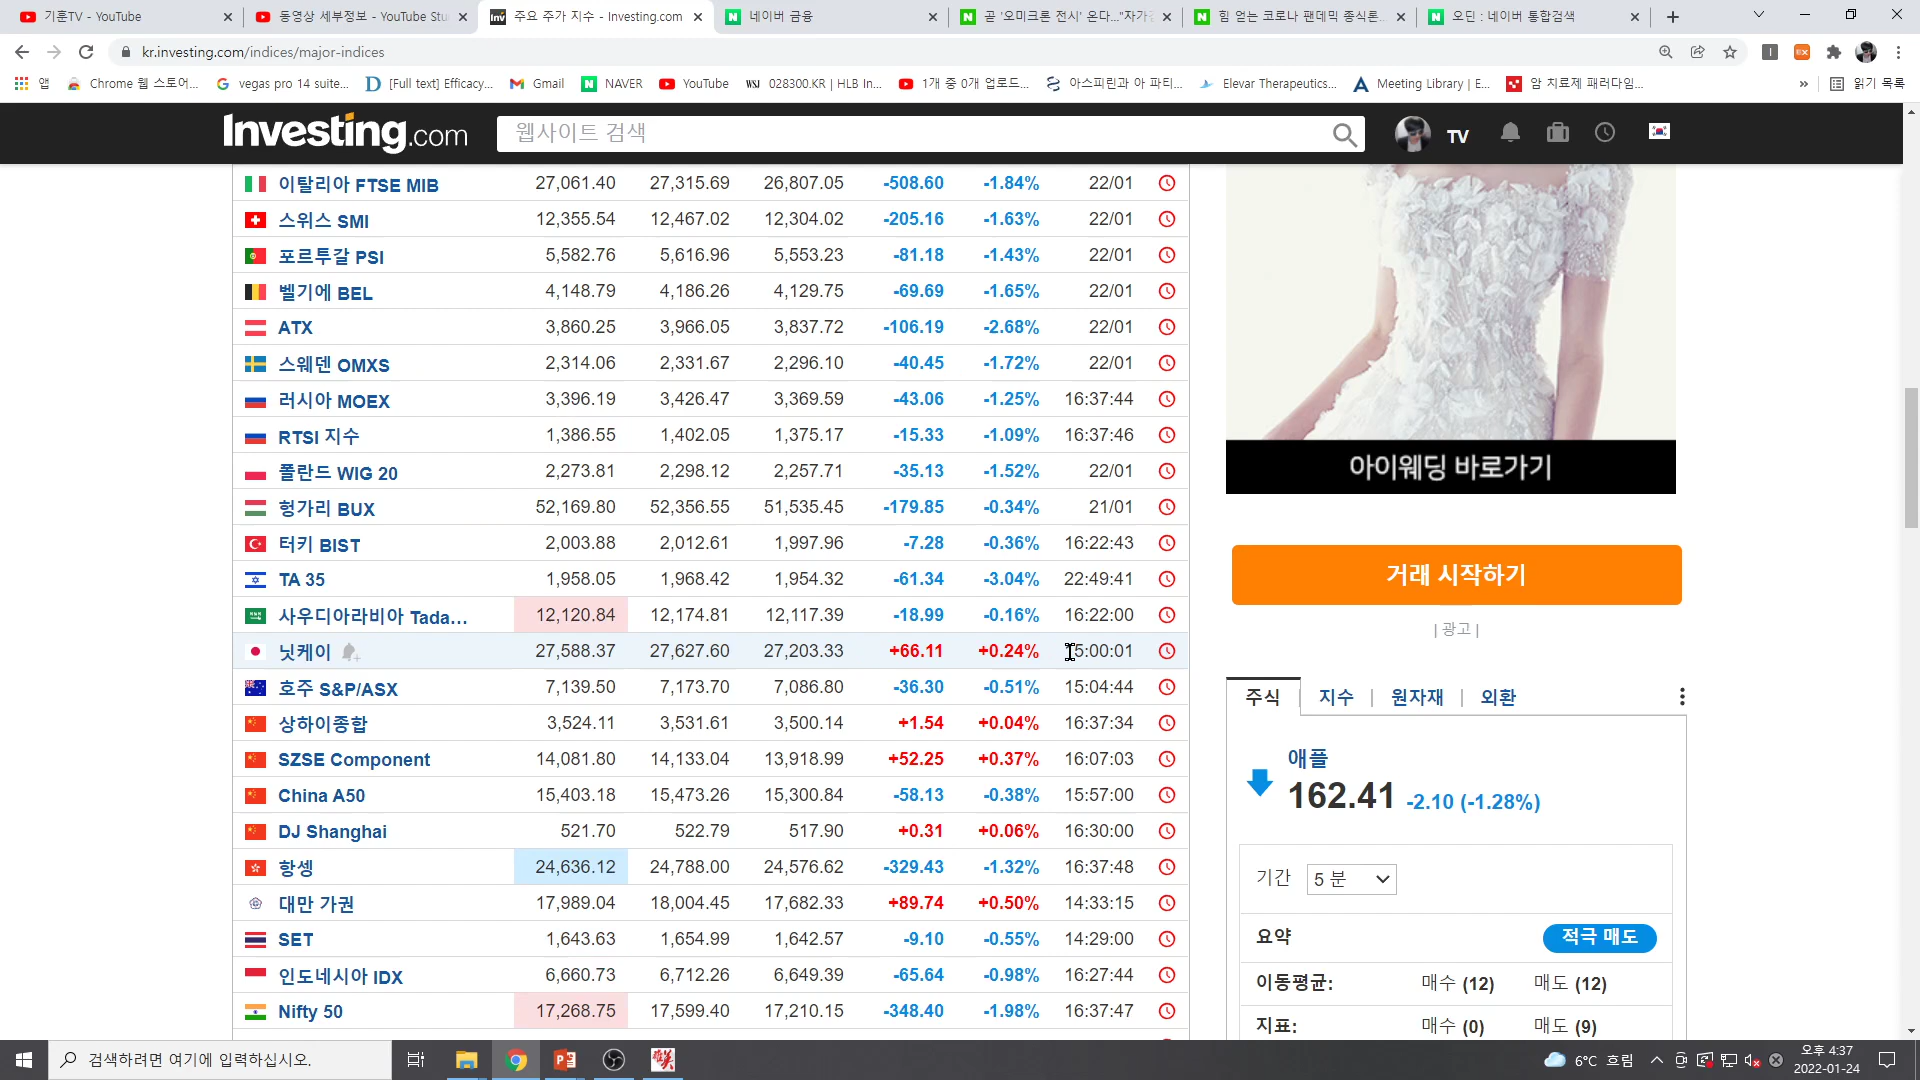 기훈TV - YouTube
동영상 세부정보 - YouTube Stu
주요 주가 지수 - Investing.com
네이버 금융
곧 '오미크론 전시' 온다..."자가
힘 얻는 코로나 팬데믹 종식론...
오딘 : 네이버 통합검색
kr.investing.com/indices/major-indices
앱
Chrome 웹 스토어...
vegas pro 14 suite...
[Full text] Efficacy...
Gmail
NAVER
YouTube
WSJ 028300.KR | HLB In...
1개 중 0개 업로드...
아스피린과 아 파티...
Elevar Therapeutics...
Meeting Library | E...
암 치료제 패러다임...
»
읽기 목록
Investing.com
웹사이트 검색
TV
이탈리아 FTSE MIB 27,061.40 27,315.69 26,807.05 -508.60 -1.84% 22/01
스위스 SMI 12,355.54 12,467.02 12,304.02 -205.16 -1.63% 22/01
포르투갈 PSI 5,582.76 5,616.96 5,553.23 -81.18 -1.43% 22/01
벨기에 BEL 4,148.79 4,186.26 4,129.75 -69.69 -1.65% 22/01
ATX 3,860.25 3,966.05 3,837.72 -106.19 -2.68% 22/01
스웨덴 OMXS 2,314.06 2,331.67 2,296.10 -40.45 -1.72% 22/01
러시아 MOEX 3,396.19 3,426.47 3,369.59 -43.06 -1.25% 16:37:44
RTSI 지수 1,386.55 1,402.05 1,375.17 -15.33 -1.09% 16:37:46
폴란드 WIG 20 2,273.81 2,298.12 2,257.71 -35.13 -1.52% 22/01
헝가리 BUX 52,169.80 52,356.55 51,535.45 -179.85 -0.34% 21/01
터키 BIST 2,003.88 2,012.61 1,997.96 -7.28 -0.36% 16:22:43
TA 35 1,958.05 1,968.42 1,954.32 -61.34 -3.04% 22:49:41
사우디아라비아 Tada... 12,120.84 12,174.81 12,117.39 -18.99 -0.16% 16:22:00
닛케이 27,588.37 27,627.60 27,203.33 +66.11 +0.24% 5:00:01
호주 S&P/ASX 7,139.50 7,173.70 7,086.80 -36.30 -0.51% 15:04:44
상하이종합 3,524.11 3,531.61 3,500.14 +1.54 +0.04% 16:37:34
SZSE Component 14,081.80 14,133.04 13,918.99 +52.25 +0.37% 16:07:03
China A50 15,403.18 15,473.26 15,300.84 -58.13 -0.38% 15:57:00
DJ Shanghai 521.70 522.79 517.90 +0.31 +0.06% 16:30:00
항셍 24,636.12 24,788.00 24,576.62 -329.43 -1.32% 16:37:48
대만 가권 17,989.04 18,004.45 17,682.33 +89.74 +0.50% 14:33:15
SET 1,643.63 1,654.99 1,642.57 -9.10 -0.55% 14:29:00
인도네시아 IDX 6,660.73 6,712.26 6,649.39 -65.64 -0.98% 16:27:44
Nifty 50 17,268.75 17,599.40 17,210.15 -348.40 -1.98% 16:37:47
아이웨딩 바로가기
거래 시작하기
| 광고 |
주식 | 지수 | 원자재 | 외환
애플
162.41 -2.10 (-1.28%)
기간 5 분
요약 적극 매도
이동평균: 매수 (12) 매도 (12)
지표: 매수 (0) 매도 (9)
검색하려면 여기에 입력하십시오.
6°C 흐림
오후 4:37
2022-01-24